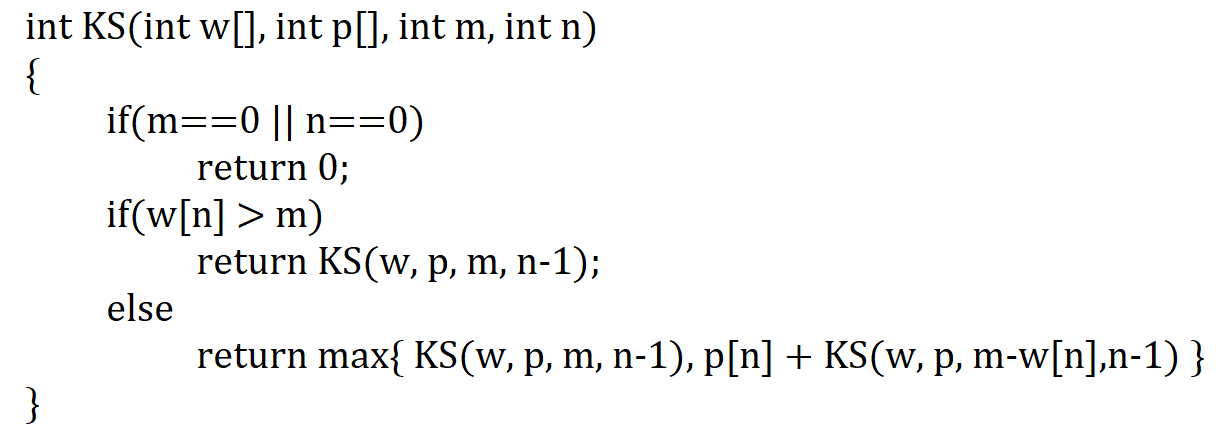 int KS(int w[], int p[], int m, int n)
{
if(m==0 || n==0)
return 0;
if(w[n] > m)
return KS(w, p, m, n-1);
else
return max{ KS(w, p, m, n-1), p[n] + KS(w, p, m-w[n],n-1) }
}